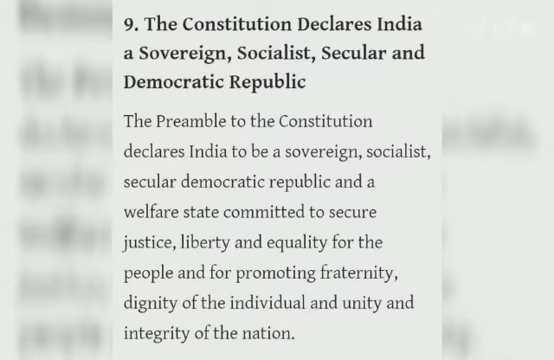 9. The Constitution Declares India
a Sovereign, Socialist, Secular and
Democratic Republic
The Preamble to the Constitution
declares India to be a sovereign, socialist,
secular democratic republic and a
welfare state committed to secure
justice, liberty and equality for the
people and for promoting fraternity,
dignity of the individual and unity and
integrity of the nation.